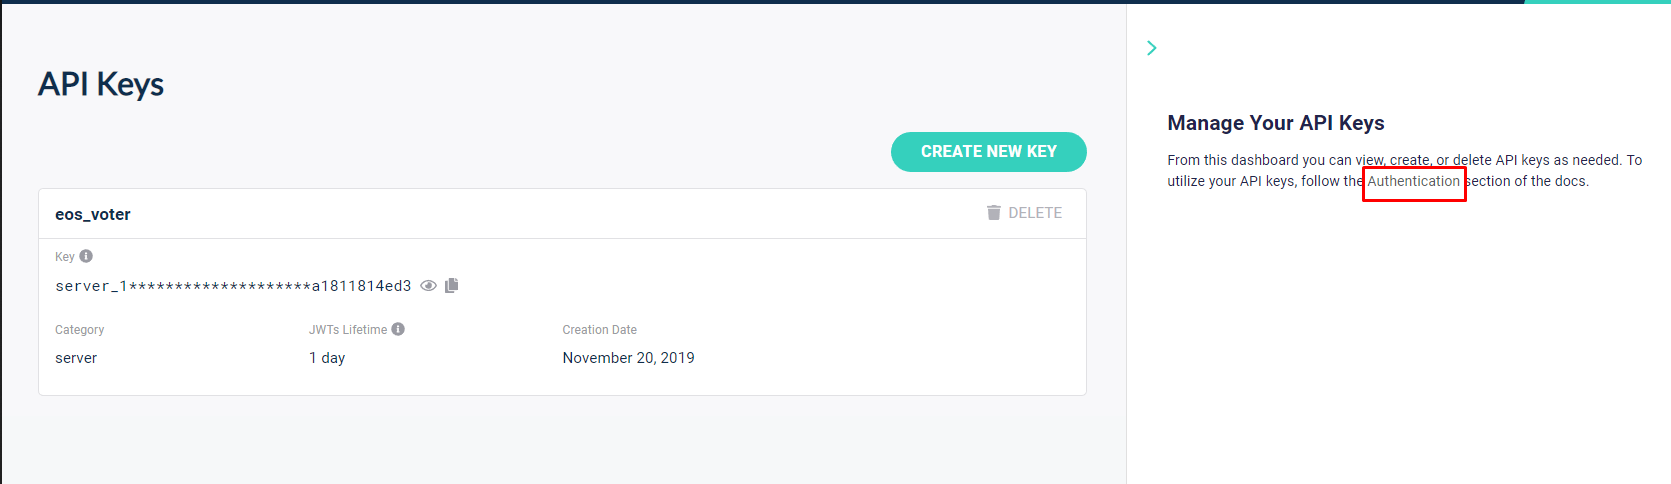 API Keys
CREATE NEW KEY
eos_voter
DELETE
Key
server_1********************a1811814ed3
Category
JWTs Lifetime
Creation Date
server
1 day
November 20, 2019
Manage Your API Keys
From this dashboard you can view, create, or delete API keys as needed. To
utilize your API keys, follow the Authentication section of the docs.